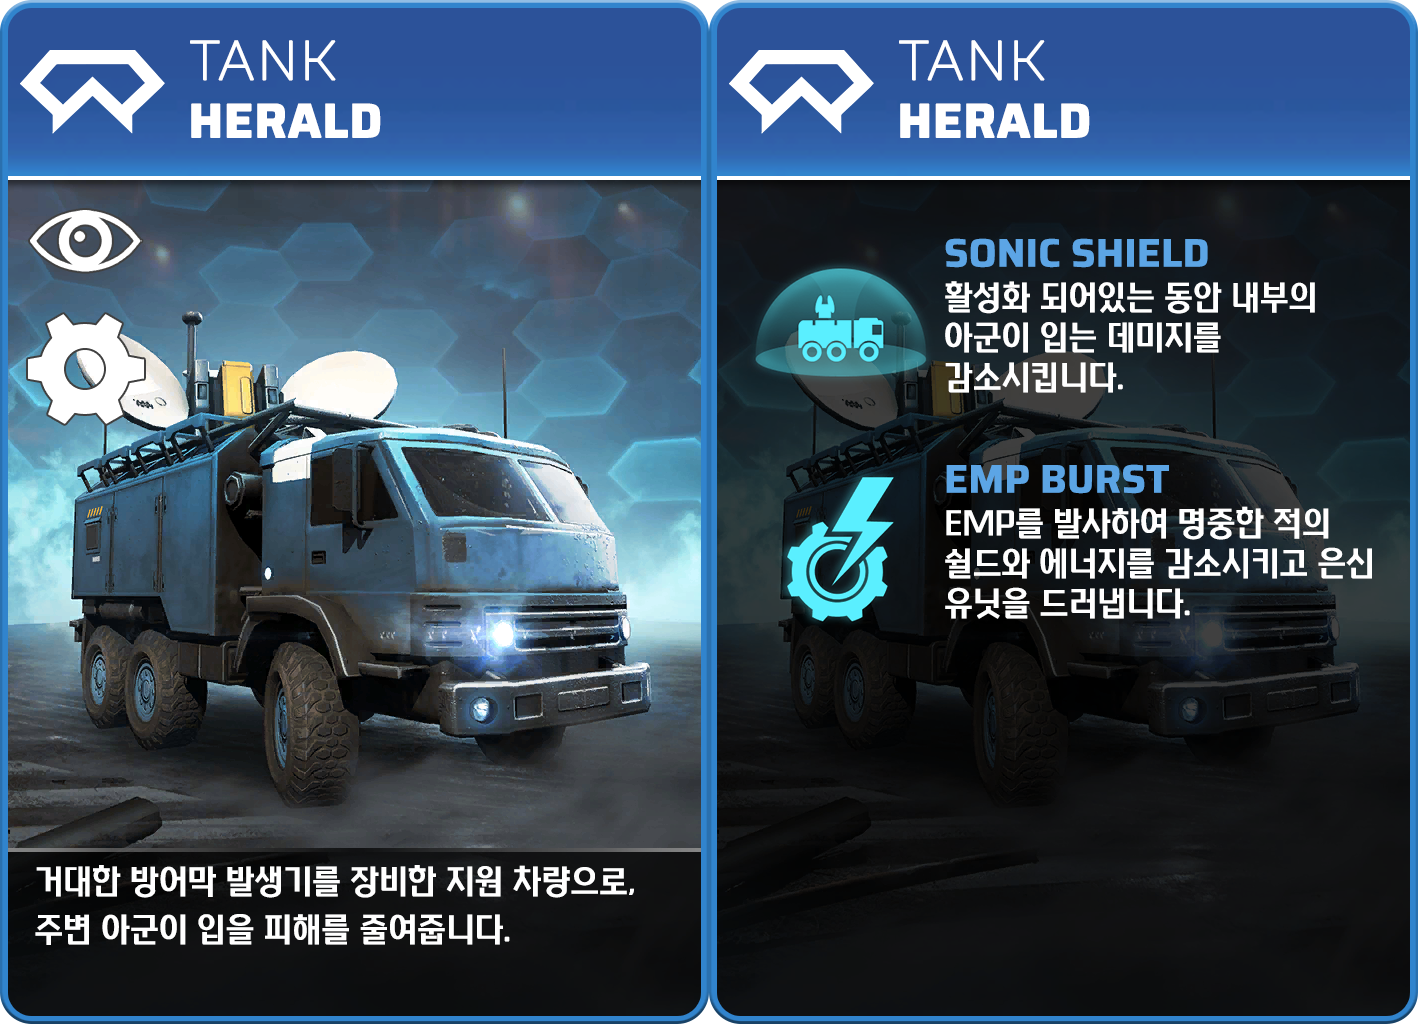 TANK
HERALD
거대한 방어막 발생기를 장비한 지원 차량으로,
주변 아군이 입을 피해를 줄여줍니다.
TANK
HERALD
SONIC SHIELD
활성화 되어있는 동안 내부의
아군이 입는 데미지를
감소시킵니다.
EMP BURST
EMP를 발사하여 명중한 적의
쉴드와 에너지를 감소시키고 은신
유닛을 드러냅니다.